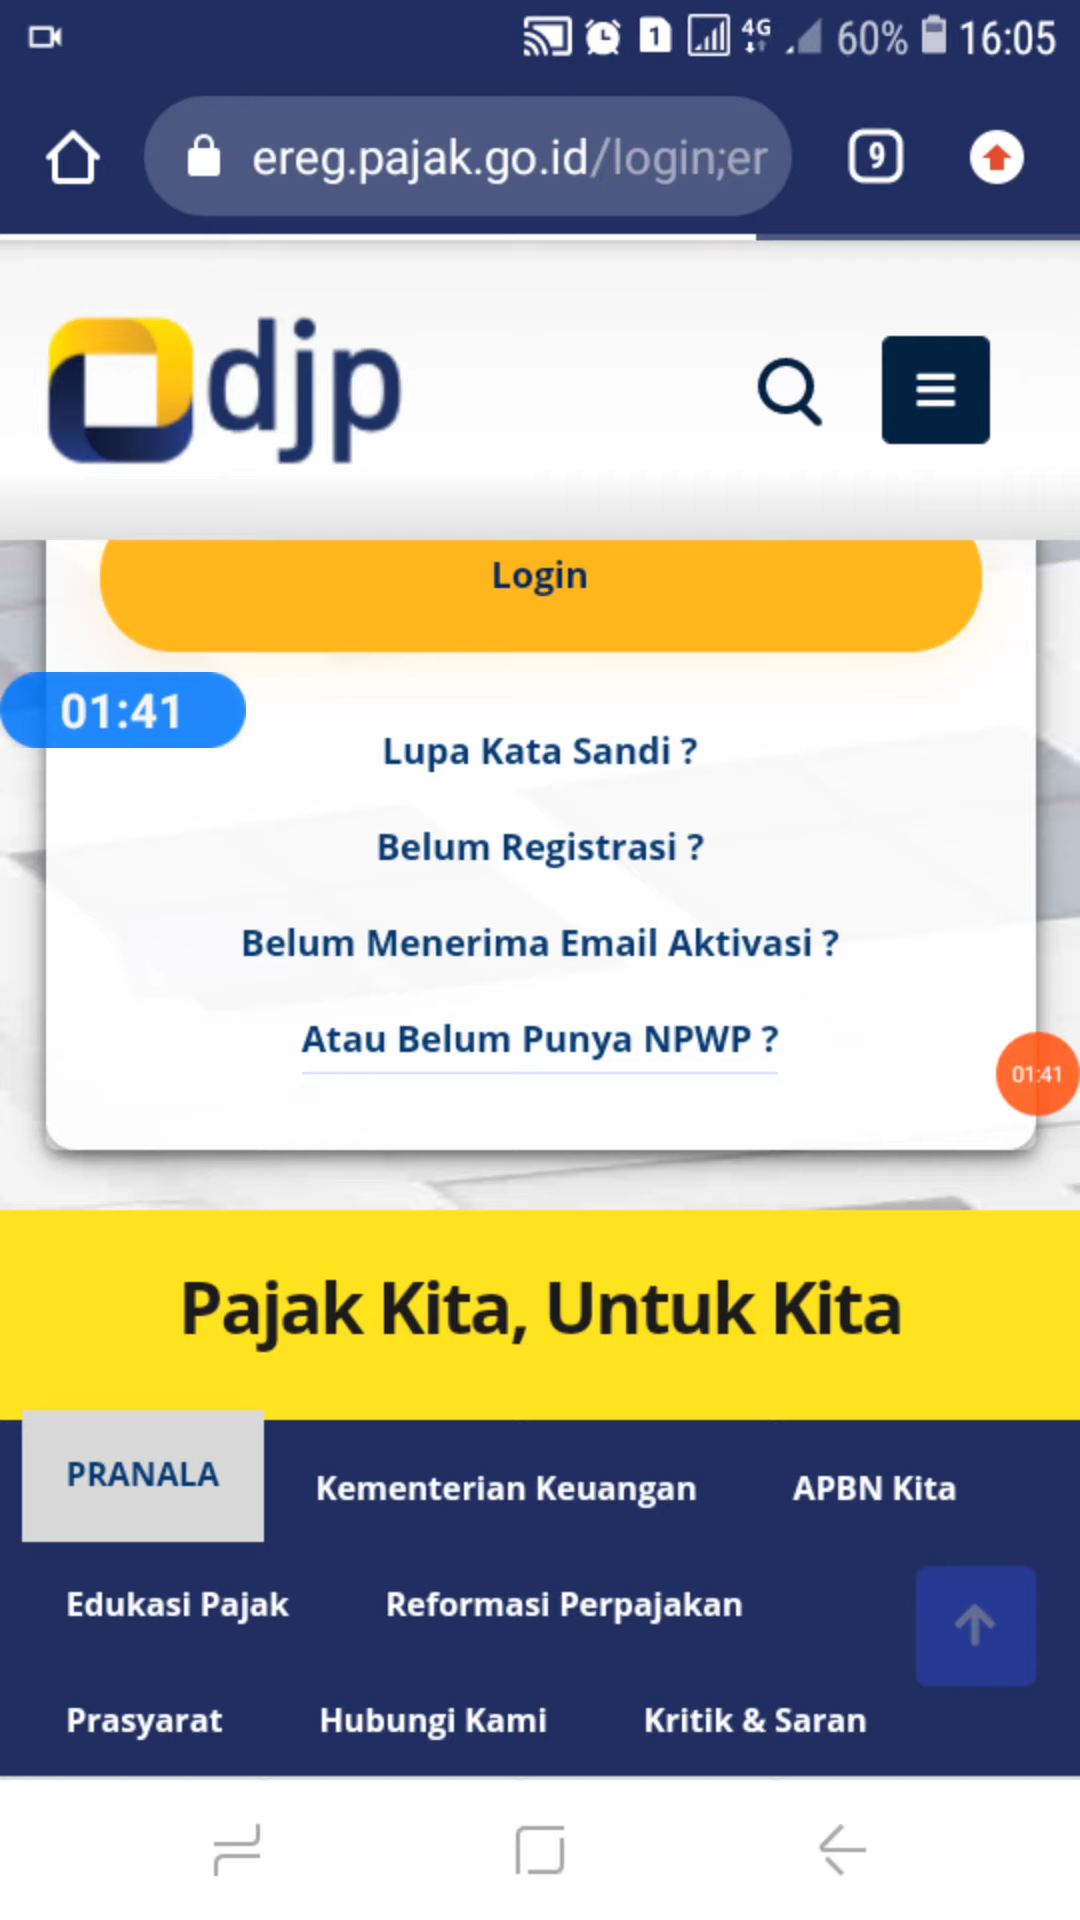 1 4G 60% 16:05
ereg.pajak.go.id/login;er 9
djp
Login
01:41
Lupa Kata Sandi ?
Belum Registrasi ?
Belum Menerima Email Aktivasi ?
Atau Belum Punya NPWP ?
01:41
Pajak Kita, Untuk Kita
PRANALA Kementerian Keuangan APBN Kita
Edukasi Pajak Reformasi Perpajakan
Prasyarat Hubungi Kami Kritik & Saran